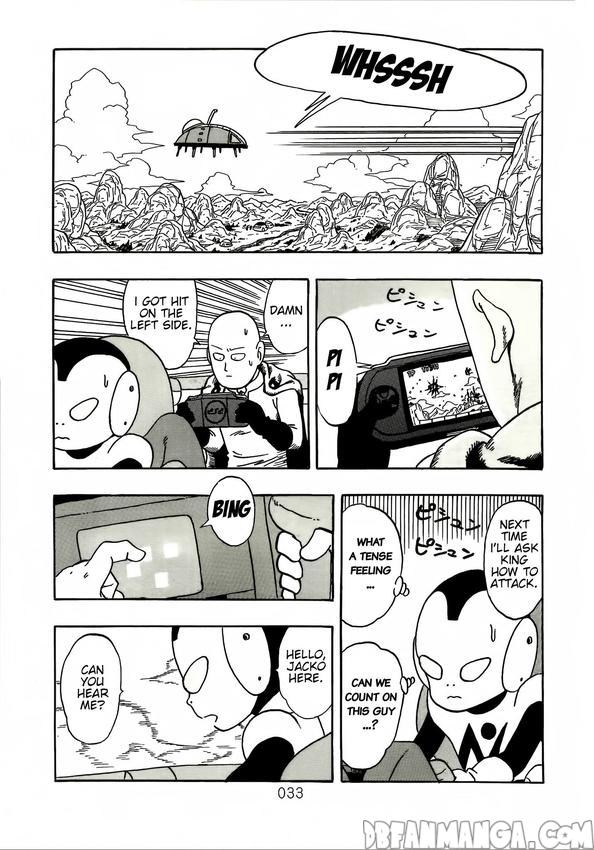 WHSSSH
ピシュン
ピシュン
PI
PI
DAMN
...
I GOT HIT
ON THE
LEFT SIDE.
NEXT
TIME
I'LL ASK
KING
HOW TO
ATTACK.
ピシュン
ピシュン
WHAT
A TENSE
FEELING
...
CAN WE
COUNT ON
THIS GUY
...?
BING
HELLO,
JACKO
HERE.
CAN
YOU
HEAR
ME?
033
DBFANMANGA.COM